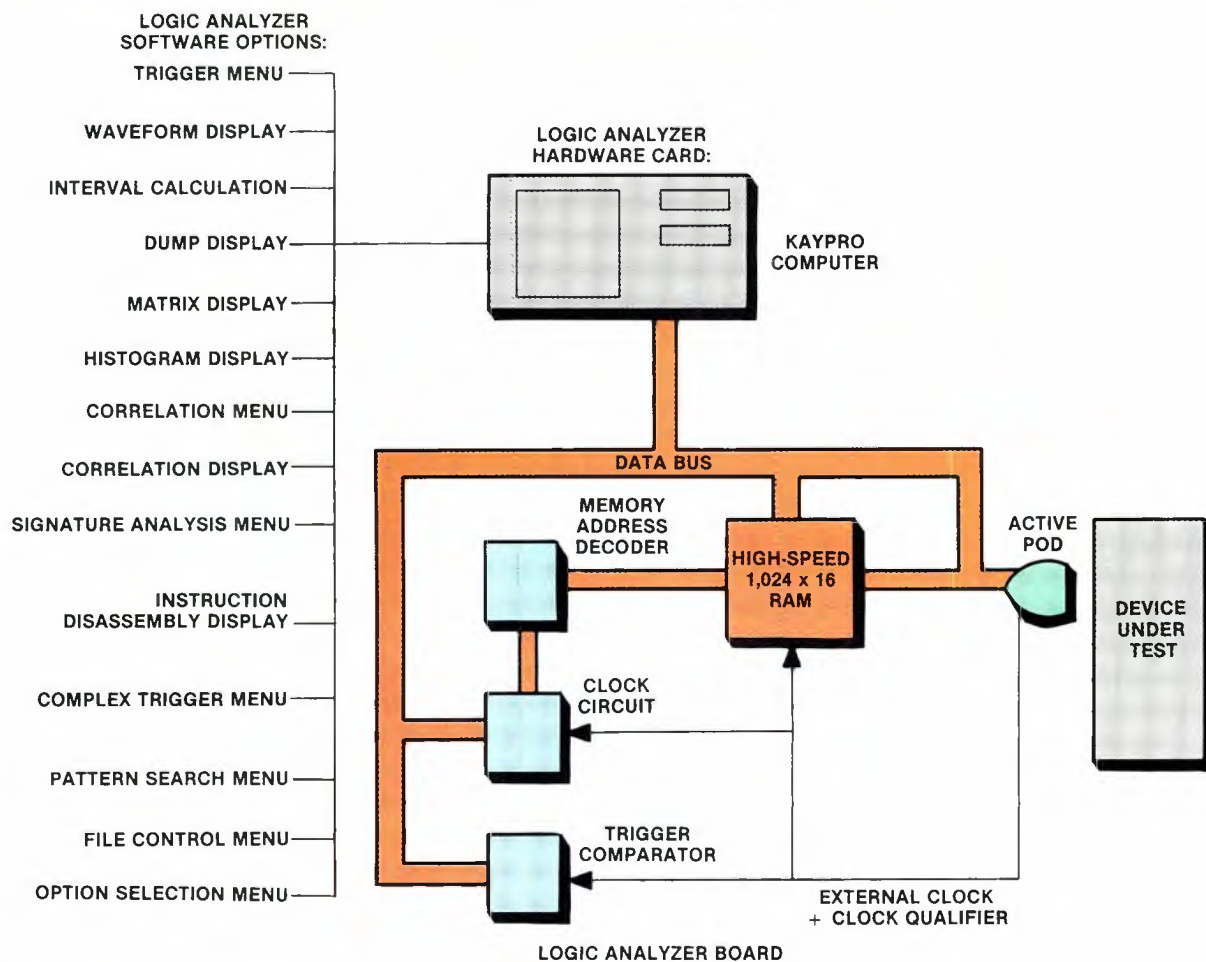 LOGIC ANALYZER
SOFTWARE OPTIONS:
TRIGGER MENU
WAVEFORM DISPLAY
INTERVAL CALCULATION
DUMP DISPLAY
MATRIX DISPLAY
HISTOGRAM DISPLAY
CORRELATION MENU
CORRELATION DISPLAY
SIGNATURE ANALYSIS MENU
INSTRUCTION
DISASSEMBLY DISPLAY
COMPLEX TRIGGER MENU
PATTERN SEARCH MENU
FILE CONTROL MENU
OPTION SELECTION MENU
LOGIC ANALYZER
HARDWARE CARD:
KAYPRO
COMPUTER
DATA BUS
MEMORY
ADDRESS
DECODER
HIGH-SPEED
1,024 x 16
RAM
ACTIVE
POD
DEVICE
UNDER
TEST
CLOCK
CIRCUIT
TRIGGER
COMPARATOR
EXTERNAL CLOCK
+ CLOCK QUALIFIER
LOGIC ANALYZER BOARD